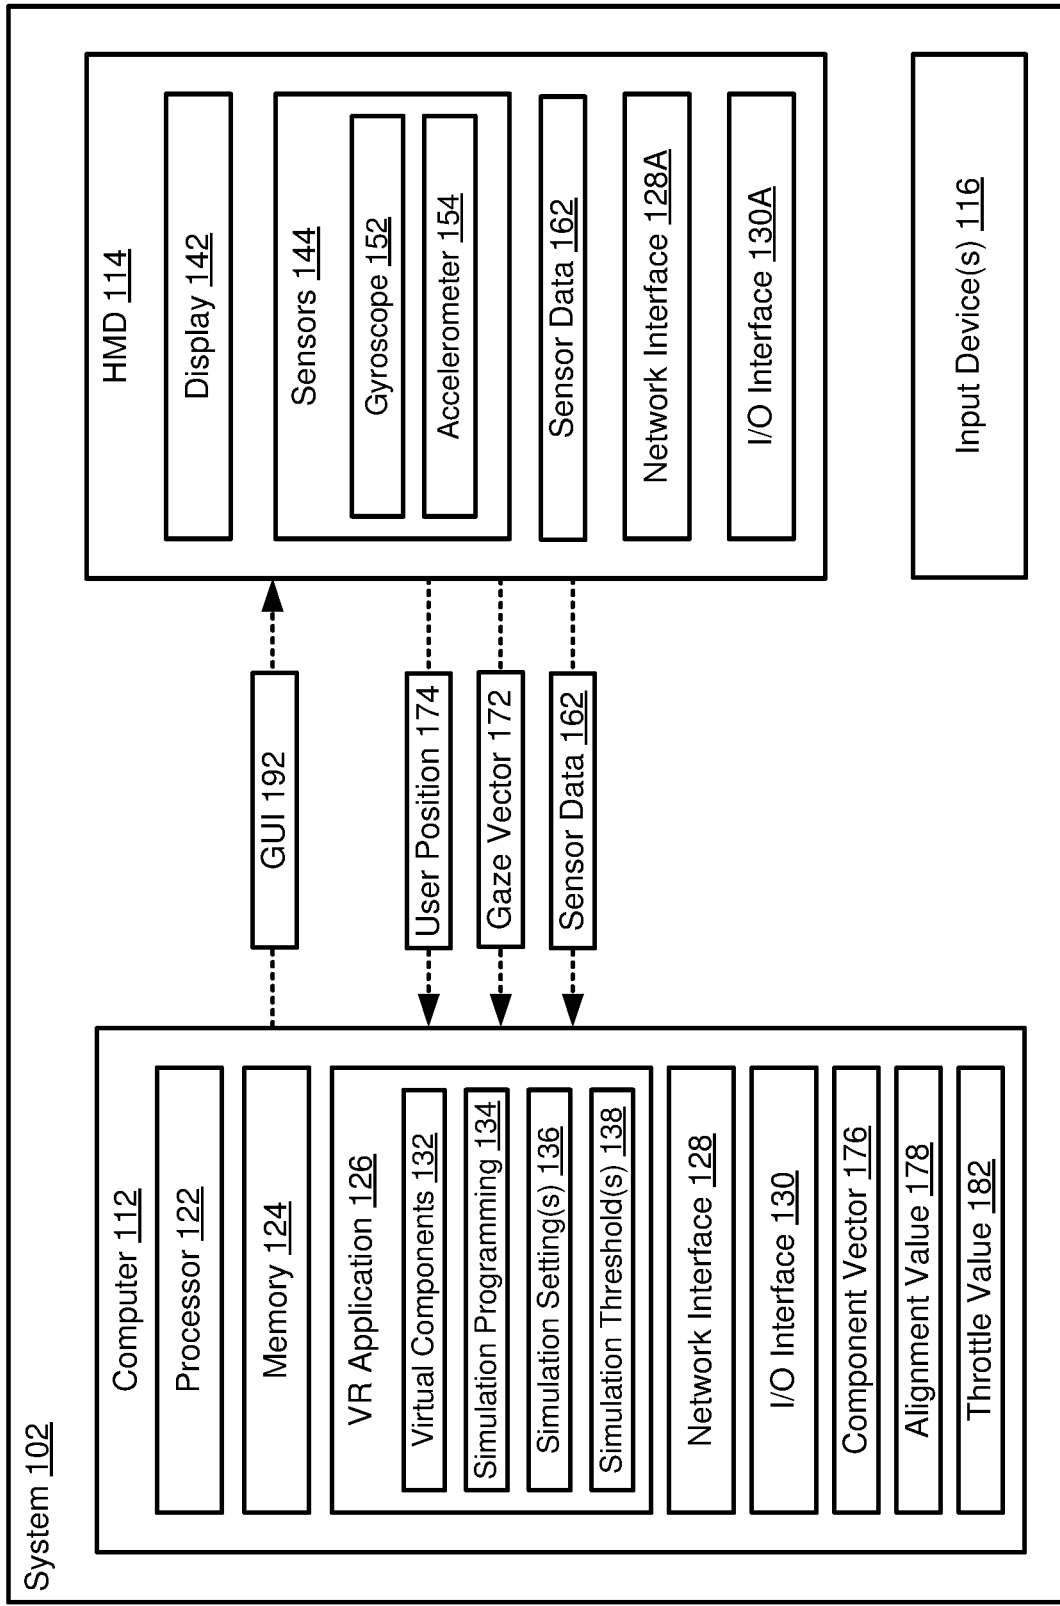 System 102
Computer 112
Processor 122
Memory 124
VR Application 126
Virtual Components 132
Simulation Programming 134
Simulation Setting(s) 136
Simulation Threshold(s) 138
Network Interface 128
I/O Interface 130
Component Vector 176
Alignment Value 178
Throttle Value 182
GUI 192
User Position 174
Gaze Vector 172
Sensor Data 162
HMD 114
Display 142
Sensors 144
Gyroscope 152
Accelerometer 154
Sensor Data 162
Network Interface 128A
I/O Interface 130A
Input Device(s) 116